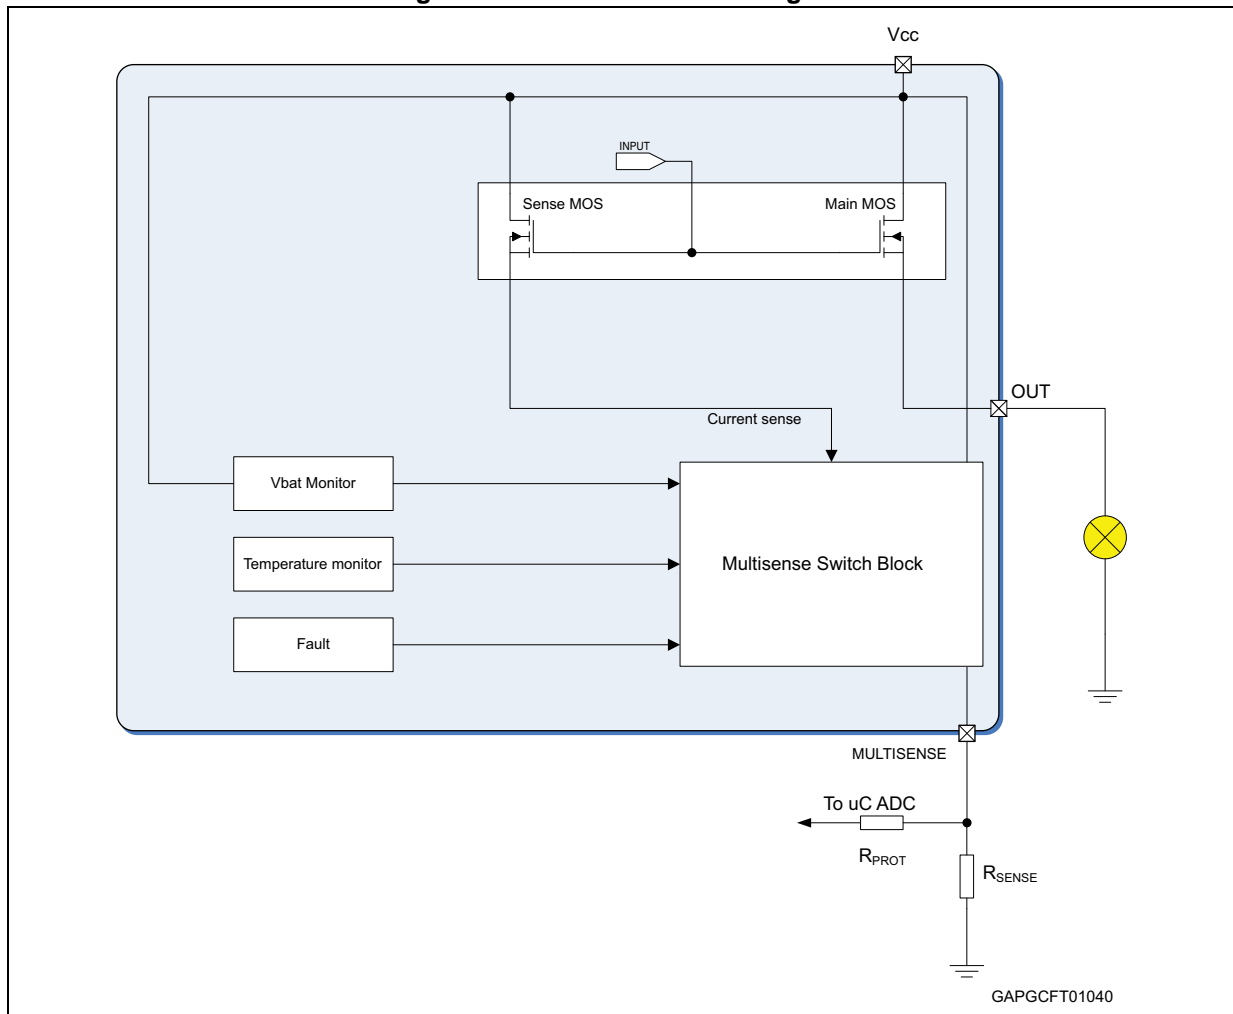 Vcc
INPUT
Sense MOS
Main MOS
OUT
Current sense
Vbat Monitor
Temperature monitor
Multisense Switch Block
Fault
MULTISENSE
To uC ADC
RPROT
RSENSE
GAPGCFT01040